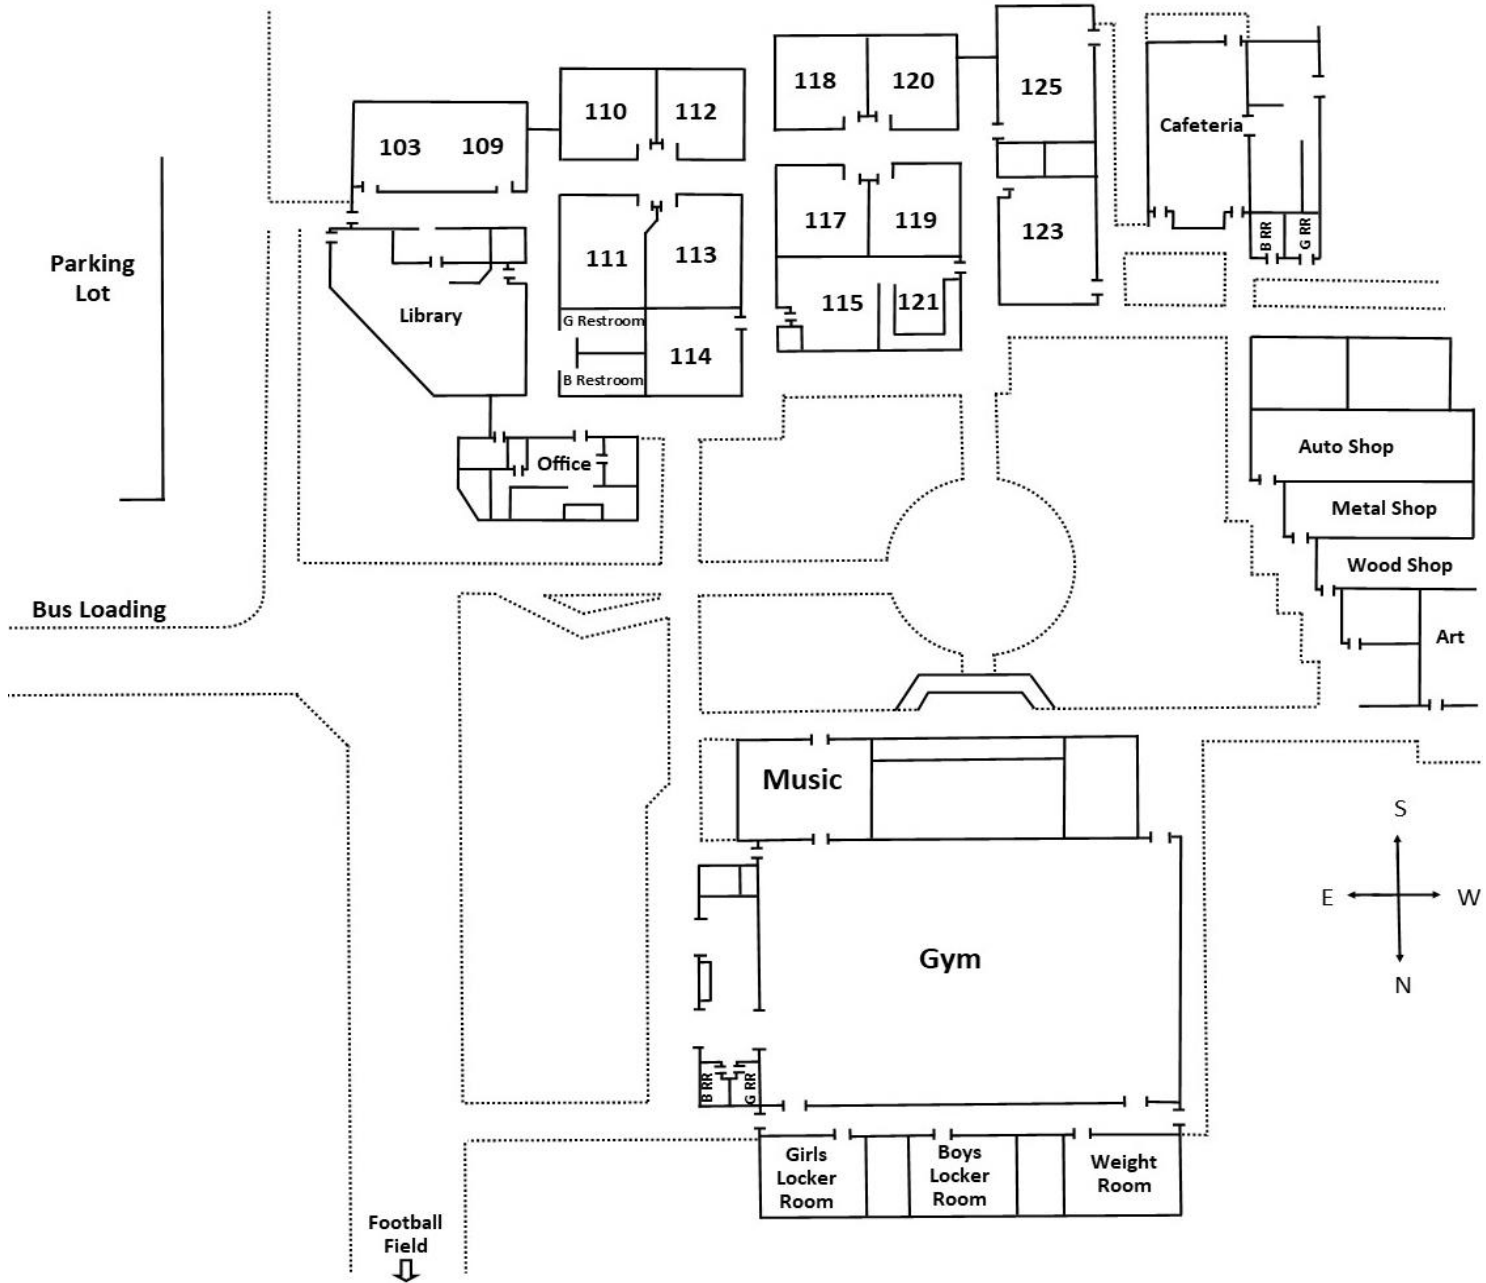 118
120
125
110
112
103
109
Cafeteria
117
119
123
B RR
G RR
111
113
Parking
Lot
Library
115
121
G Restroom
114
B Restroom
Office
Auto Shop
Metal Shop
Wood Shop
Bus Loading
Art
Music
S
E
W
N
Gym
B RR
G RR
Girls
Locker
Room
Boys
Locker
Room
Weight
Room
Football
Field